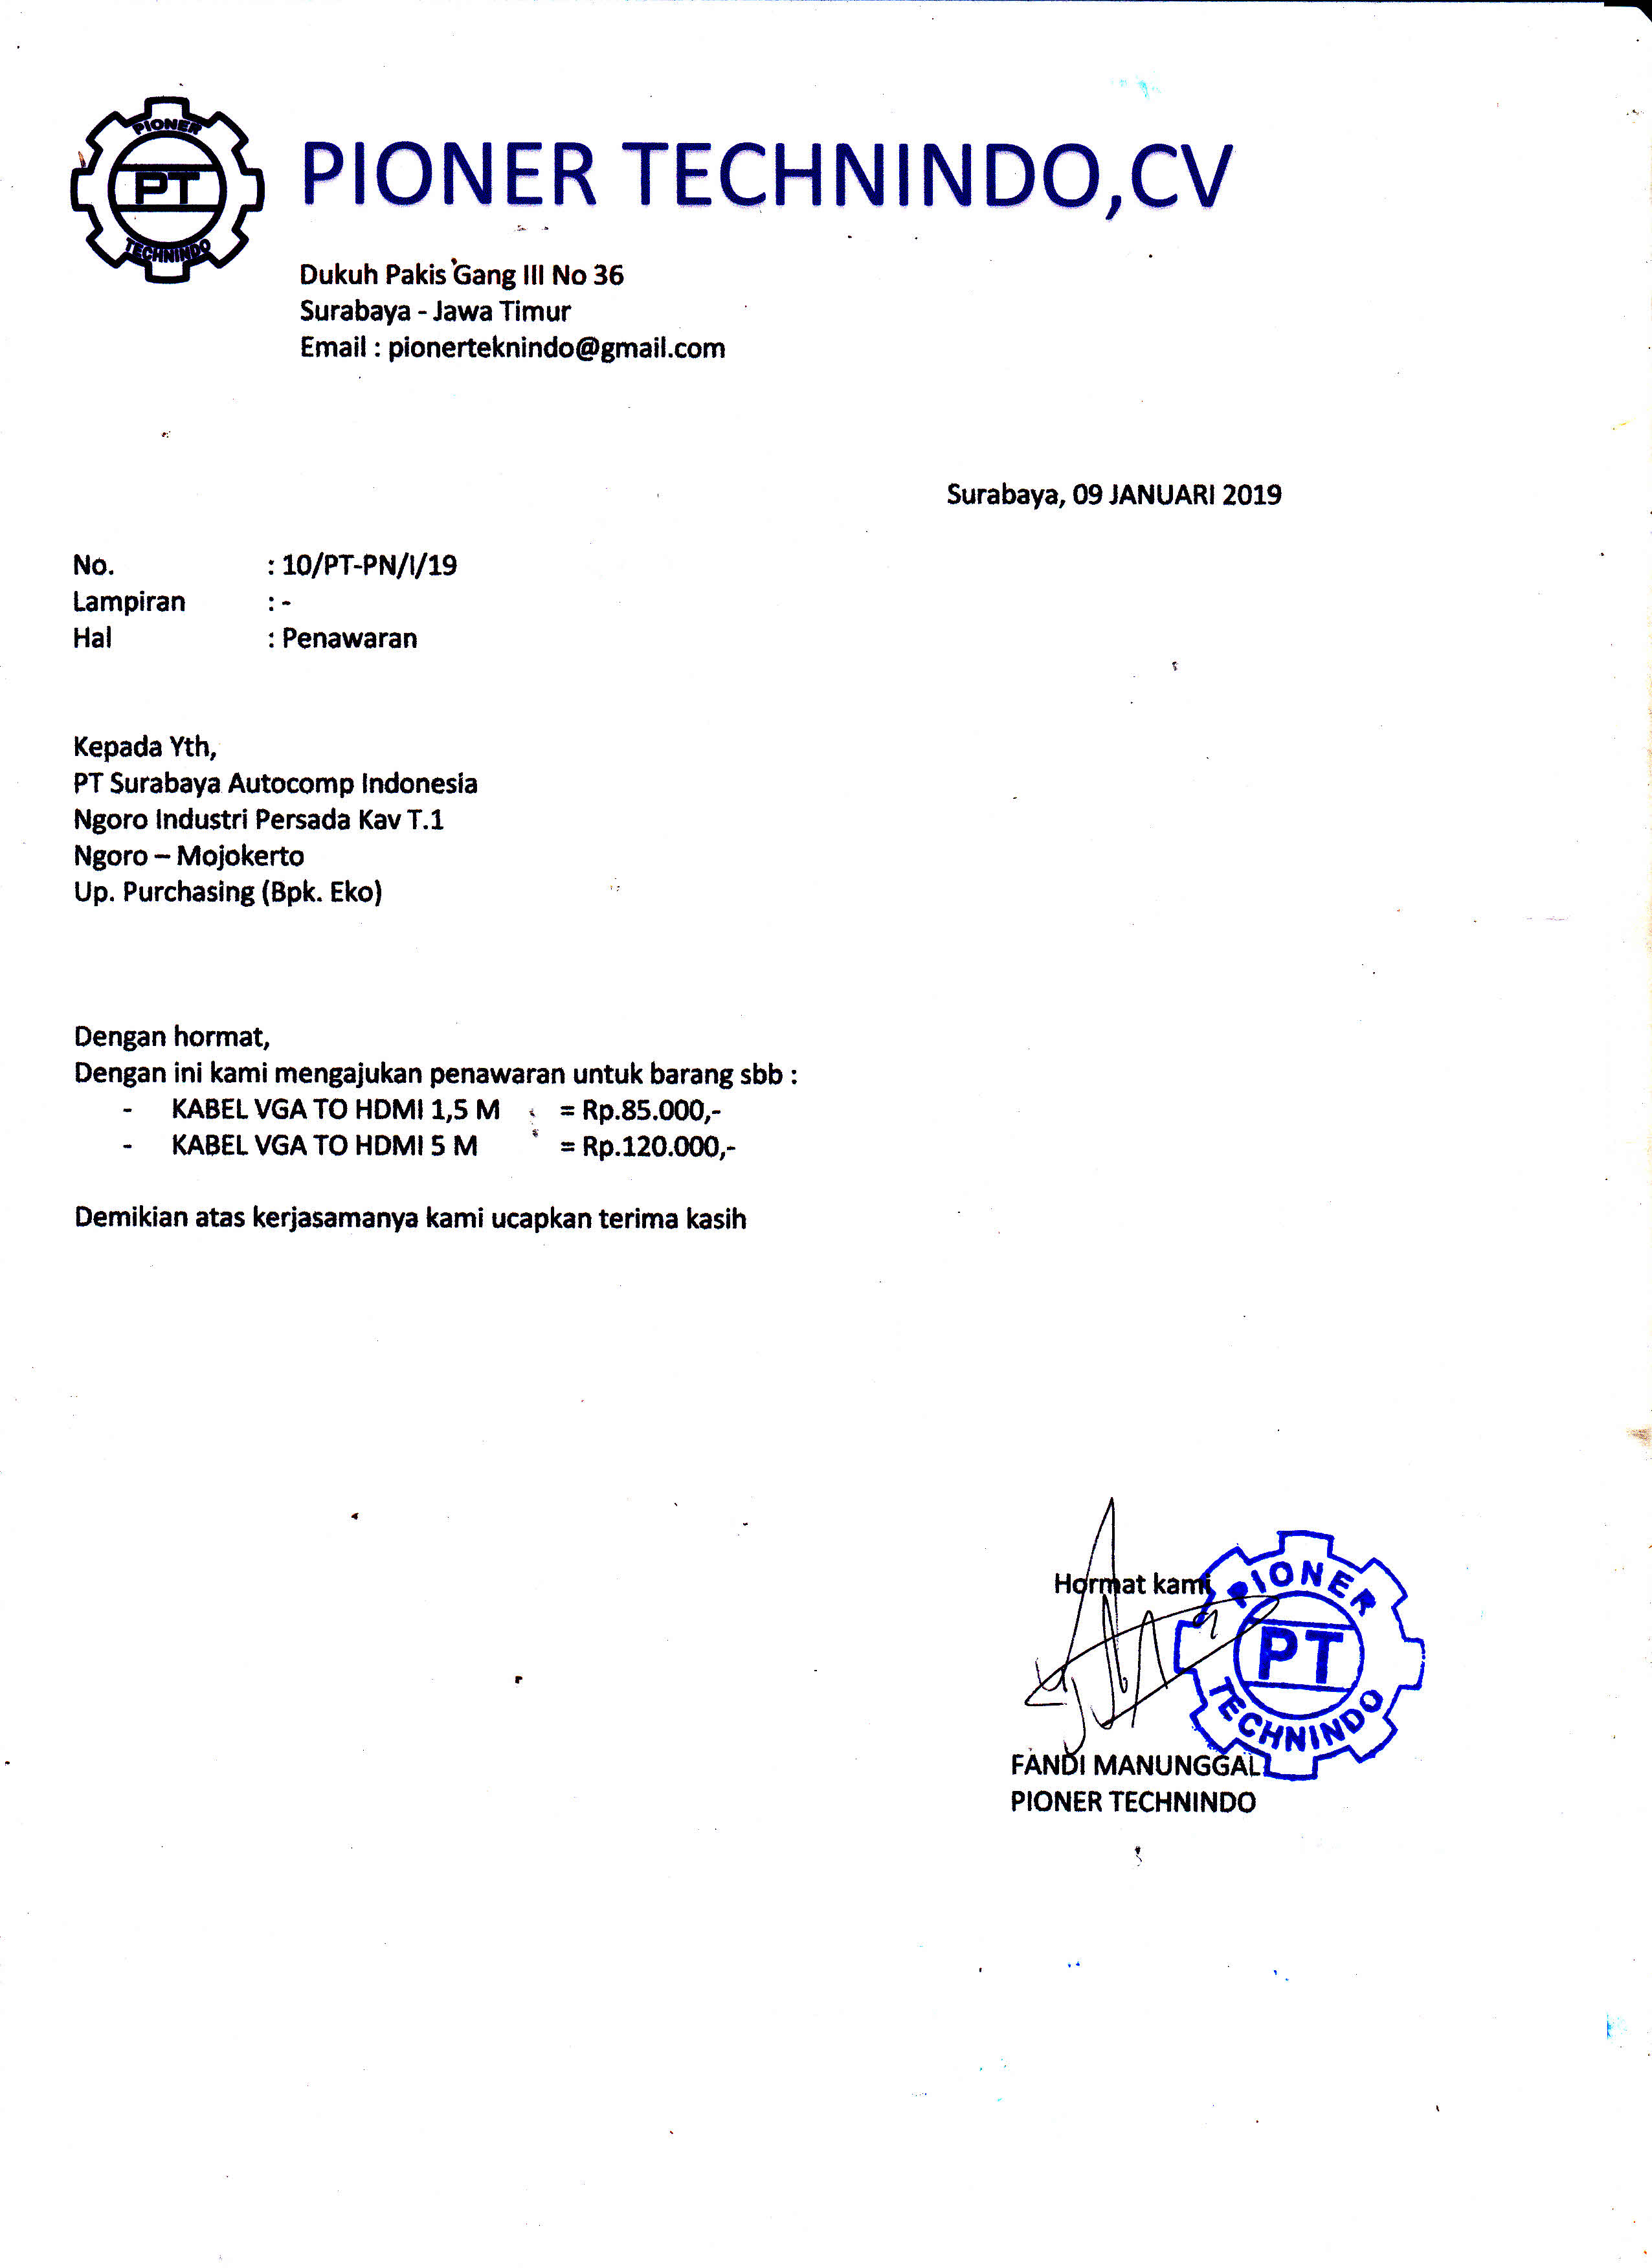 PIONER
PT
TECHNINDO
PIONER TECHNINDO,CV
Dukuh Pakis Gang III No 36
Surabaya - Jawa Timur
Email : pionerteknindo@gmail.com
Surabaya, 09 JANUARI 2019
No. : 10/PT-PN/I/19
Lampiran : -
Hal : Penawaran
Kepada Yth,
PT Surabaya Autocomp Indonesia
Ngoro Industri Persada Kav T.1
Ngoro – Mojokerto
Up. Purchasing (Bpk. Eko)
Dengan hormat,
Dengan ini kami mengajukan penawaran untuk barang sbb :
- KABEL VGA TO HDMI 1,5 M = Rp.85.000,-
- KABEL VGA TO HDMI 5 M = Rp.120.000,-
Demikian atas kerjasamanya kami ucapkan terima kasih
Hormat kami
PIONER
PT
TECHNINDO
FANDI MANUNGGAL
PIONER TECHNINDO